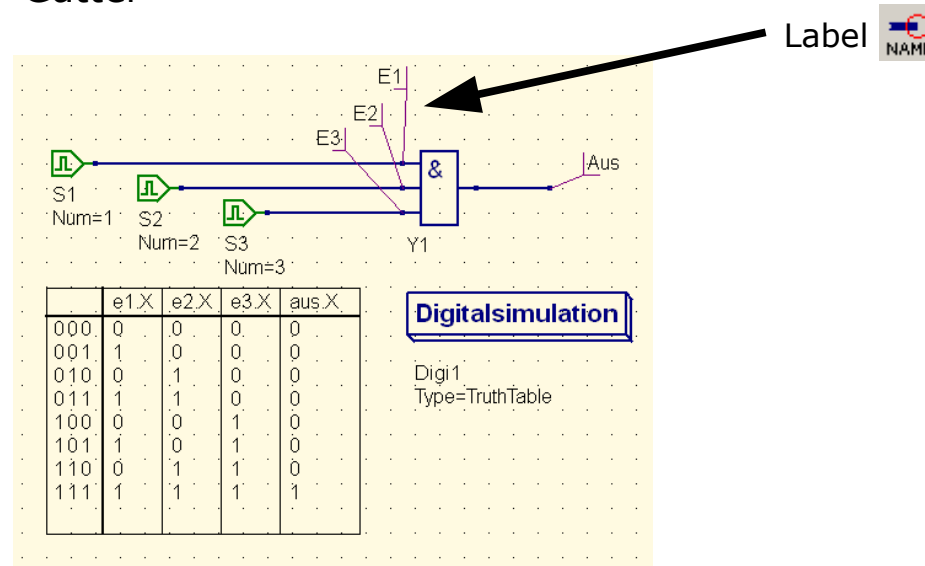 Label
NAME
E1
E2
E3
&
Aus
S1
Num=1
S2
Num=2
S3
Num=3
Y1
e1.X e2.X e3.X aus.X
000 0 0 0 0
001 1 0 0 0
010 0 1 0 0
011 1 1 0 0
100 0 0 1 0
101 1 0 1 0
110 0 1 1 0
111 1 1 1 1
Digitalsimulation
Digi1
Type=TruthTable